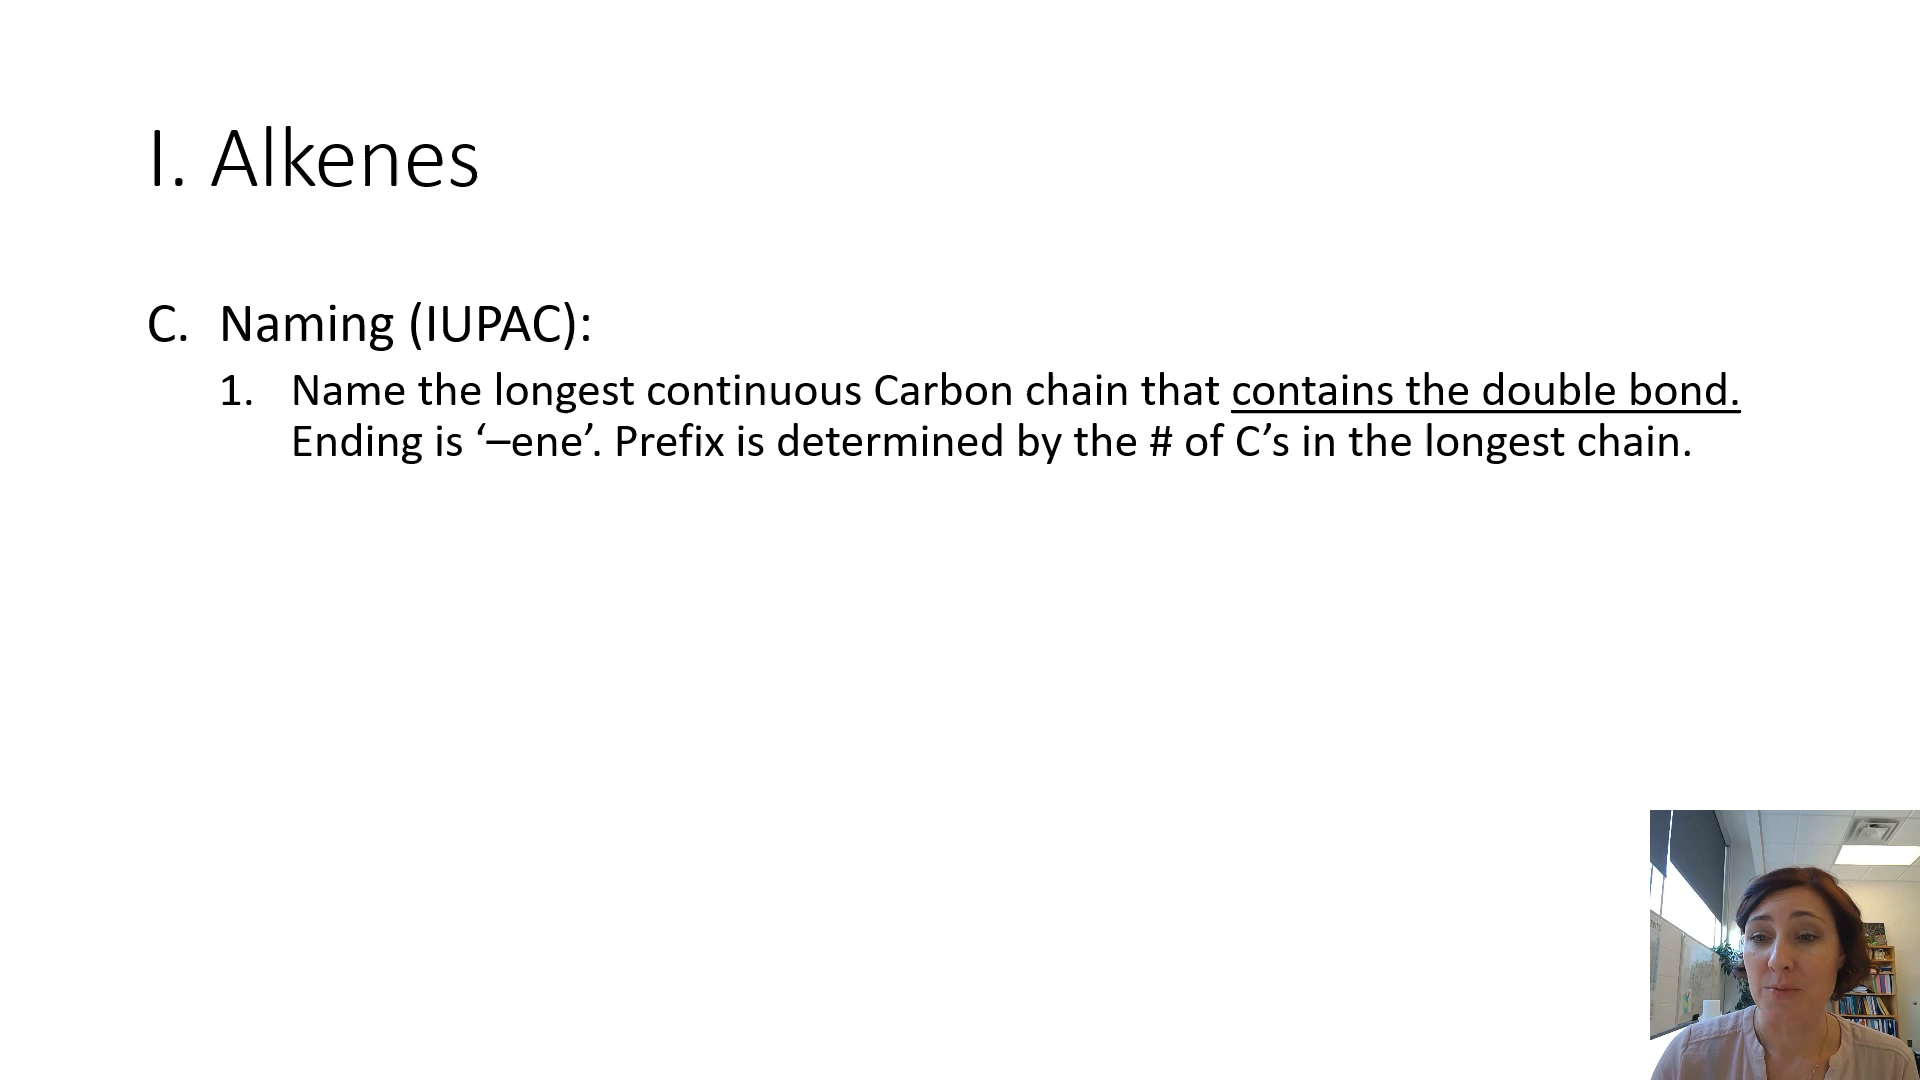 I. Alkenes
C. Naming (IUPAC):
1. Name the longest continuous Carbon chain that contains the double bond.
Ending is ‘–ene’. Prefix is determined by the # of C’s in the longest chain.